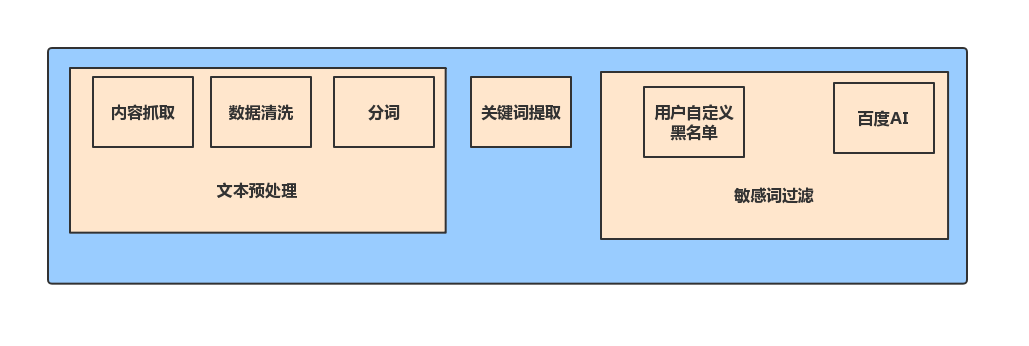 内容抓取
数据清洗
分词
文本预处理
关键词提取
用户自定义
黑名单
百度AI
敏感词过滤